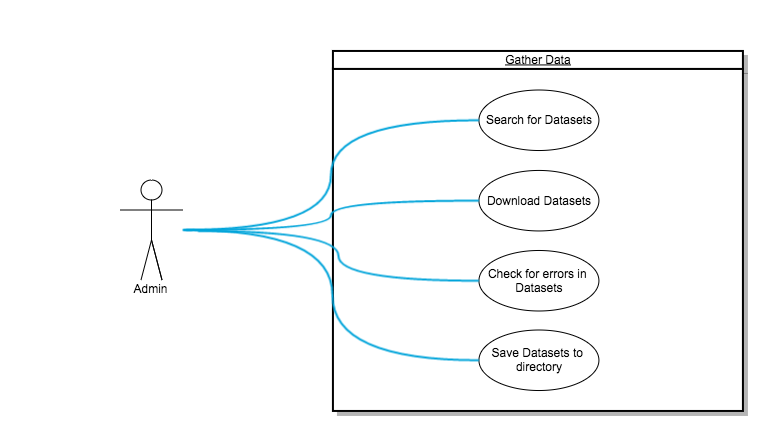 Gather Data
Search for Datasets
Download Datasets
Check for errors in
Datasets
Save Datasets to
directory
Admin